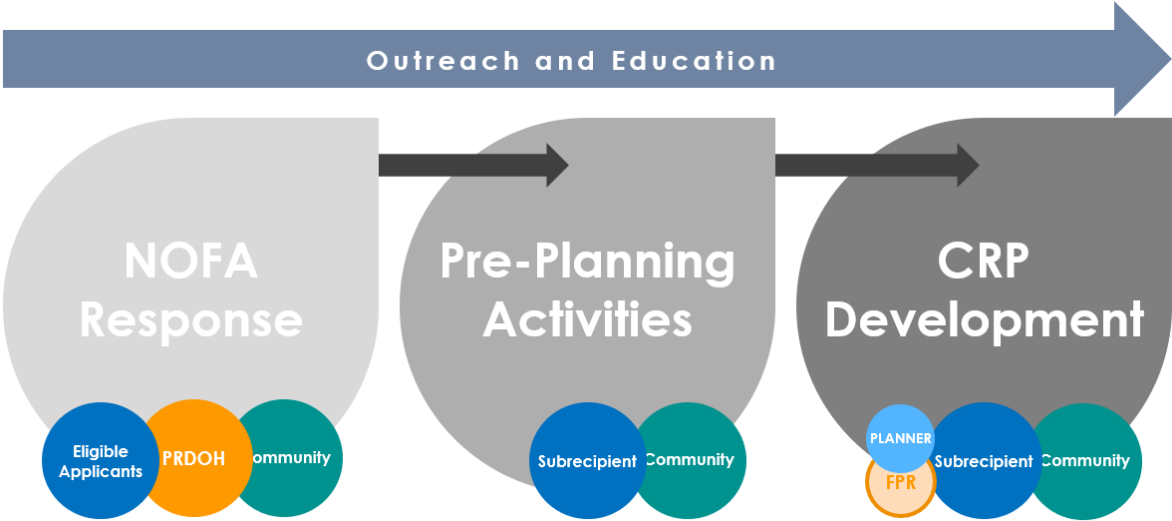 Outreach and Education
NOFA
Response
Pre-Planning
Activities
CRP
Development
Eligible
Applicants
PRDOH
ommunity
Subrecipient
Community
PLANNER
FPR
Subrecipient
Community